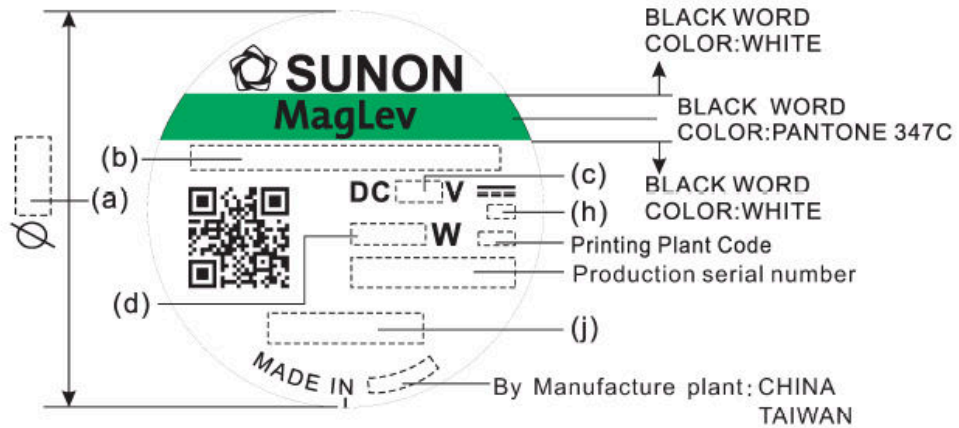 BLACK WORD
COLOR:WHITE
SUNON
MagLev
BLACK WORD
COLOR:PANTONE 347C
(b)
(a)
Ø
DC V
(c)
(h)
BLACK WORD
COLOR:WHITE
W
Printing Plant Code
Production serial number
(d)
(j)
MADE IN
By Manufacture plant: CHINA
TAIWAN